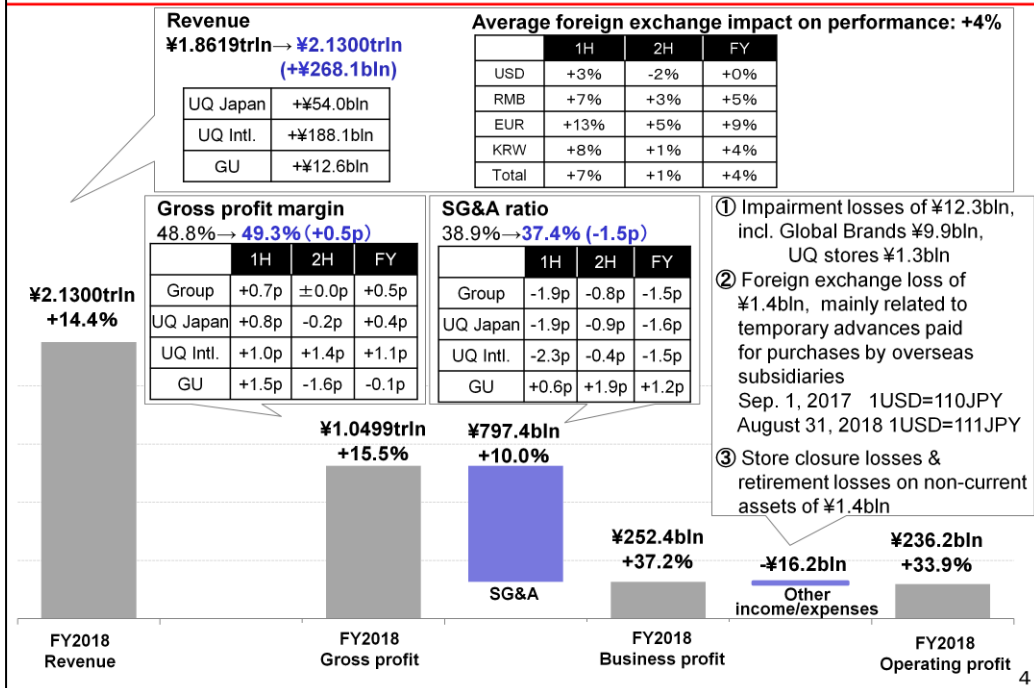 Revenue
¥1.8619trln→ ¥2.1300trln
(+¥268.1bln)
UQ Japan +¥54.0bln
UQ Intl. +¥188.1bln
GU +¥12.6bln
Average foreign exchange impact on performance: +4%
1H 2H FY
USD +3% -2% +0%
RMB +7% +3% +5%
EUR +13% +5% +9%
KRW +8% +1% +4%
Total +7% +1% +4%
Gross profit margin
48.8%→ 49.3% (+0.5p)
1H 2H FY
Group +0.7p ±0.0p +0.5p
UQ Japan +0.8p -0.2p +0.4p
UQ Intl. +1.0p +1.4p +1.1p
GU +1.5p -1.6p -0.1p
SG&A ratio
38.9%→37.4% (-1.5p)
1H 2H FY
Group -1.9p -0.8p -1.5p
UQ Japan -1.9p -0.9p -1.6p
UQ Intl. -2.3p -0.4p -1.5p
GU +0.6p +1.9p +1.2p
① Impairment losses of ¥12.3bln,
incl. Global Brands ¥9.9bln,
UQ stores ¥1.3bln
② Foreign exchange loss of
¥1.4bln, mainly related to
temporary advances paid
for purchases by overseas
subsidiaries
Sep. 1, 2017 1USD=110JPY
August 31, 2018 1USD=111JPY
③ Store closure losses &
retirement losses on non-current
assets of ¥1.4bln
¥2.1300trln
+14.4%
¥1.0499trln
+15.5%
¥797.4bln
+10.0%
SG&A
¥252.4bln
+37.2%
-¥16.2bln
Other
income/expenses
¥236.2bln
+33.9%
FY2018
Revenue
FY2018
Gross profit
FY2018
Business profit
FY2018
Operating profit
4